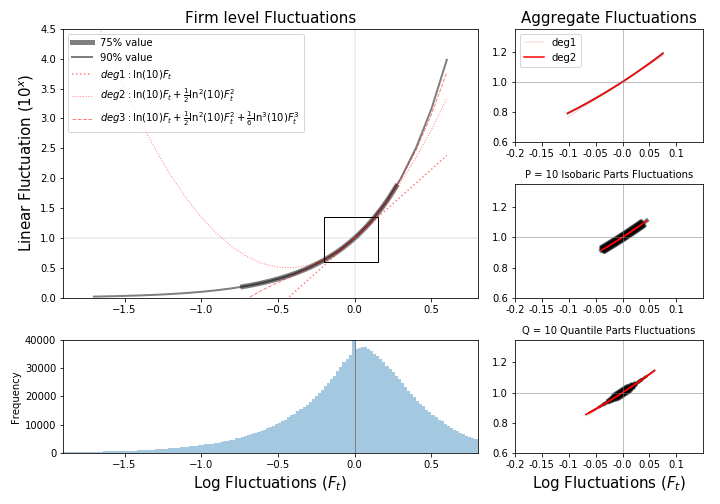 Firm level Fluctuations
4.5
4.0
3.5
3.0
2.5
2.0
1.5
1.0
0.5
0.0
Linear Fluctuation (10^x)
75% value
90% value
deg1 : ln(10)F_t
deg2 : ln(10)F_t + 1/2 ln²(10)F_t²
deg3 : ln(10)F_t + 1/2 ln²(10)F_t² + 1/6 ln³(10)F_t³
−1.5 −1.0 −0.5 0.0 0.5
40000
30000
20000
10000
0
Frequency
−1.5 −1.0 −0.5 0.0 0.5
Log Fluctuations (F_t)
Aggregate Fluctuations
deg1
deg2
1.2
1.0
0.8
0.6
-0.2 -0.15 -0.1 -0.05 -0.0 0.05 0.1
P = 10 Isobaric Parts Fluctuations
1.2
1.0
0.8
0.6
-0.2 -0.15 -0.1 -0.05 -0.0 0.05 0.1
Q = 10 Quantile Parts Fluctuations
1.2
1.0
0.8
0.6
-0.2 -0.15 -0.1 -0.05 -0.0 0.05 0.1
Log Fluctuations (F_t)